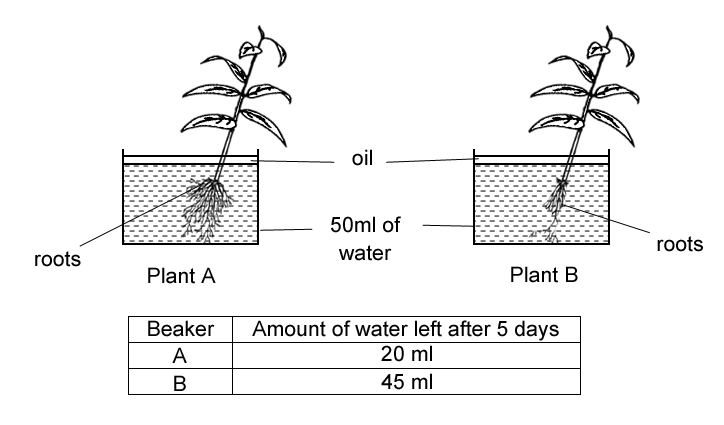 oil
50ml of
water
roots
roots
Plant A
Plant B
Beaker Amount of water left after 5 days
A 20 ml
B 45 ml